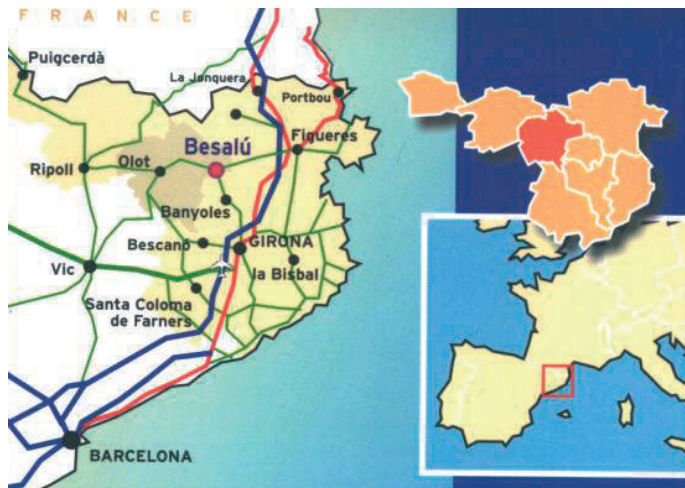 FRANCE
Puigcerdà
La Jonquera
Portbou
Figueres
Besalú
Olot
Ripoll
Banyoles
Bescanó
GIRONA
la Bisbal
Vic
Santa Coloma
de Farners
BARCELONA